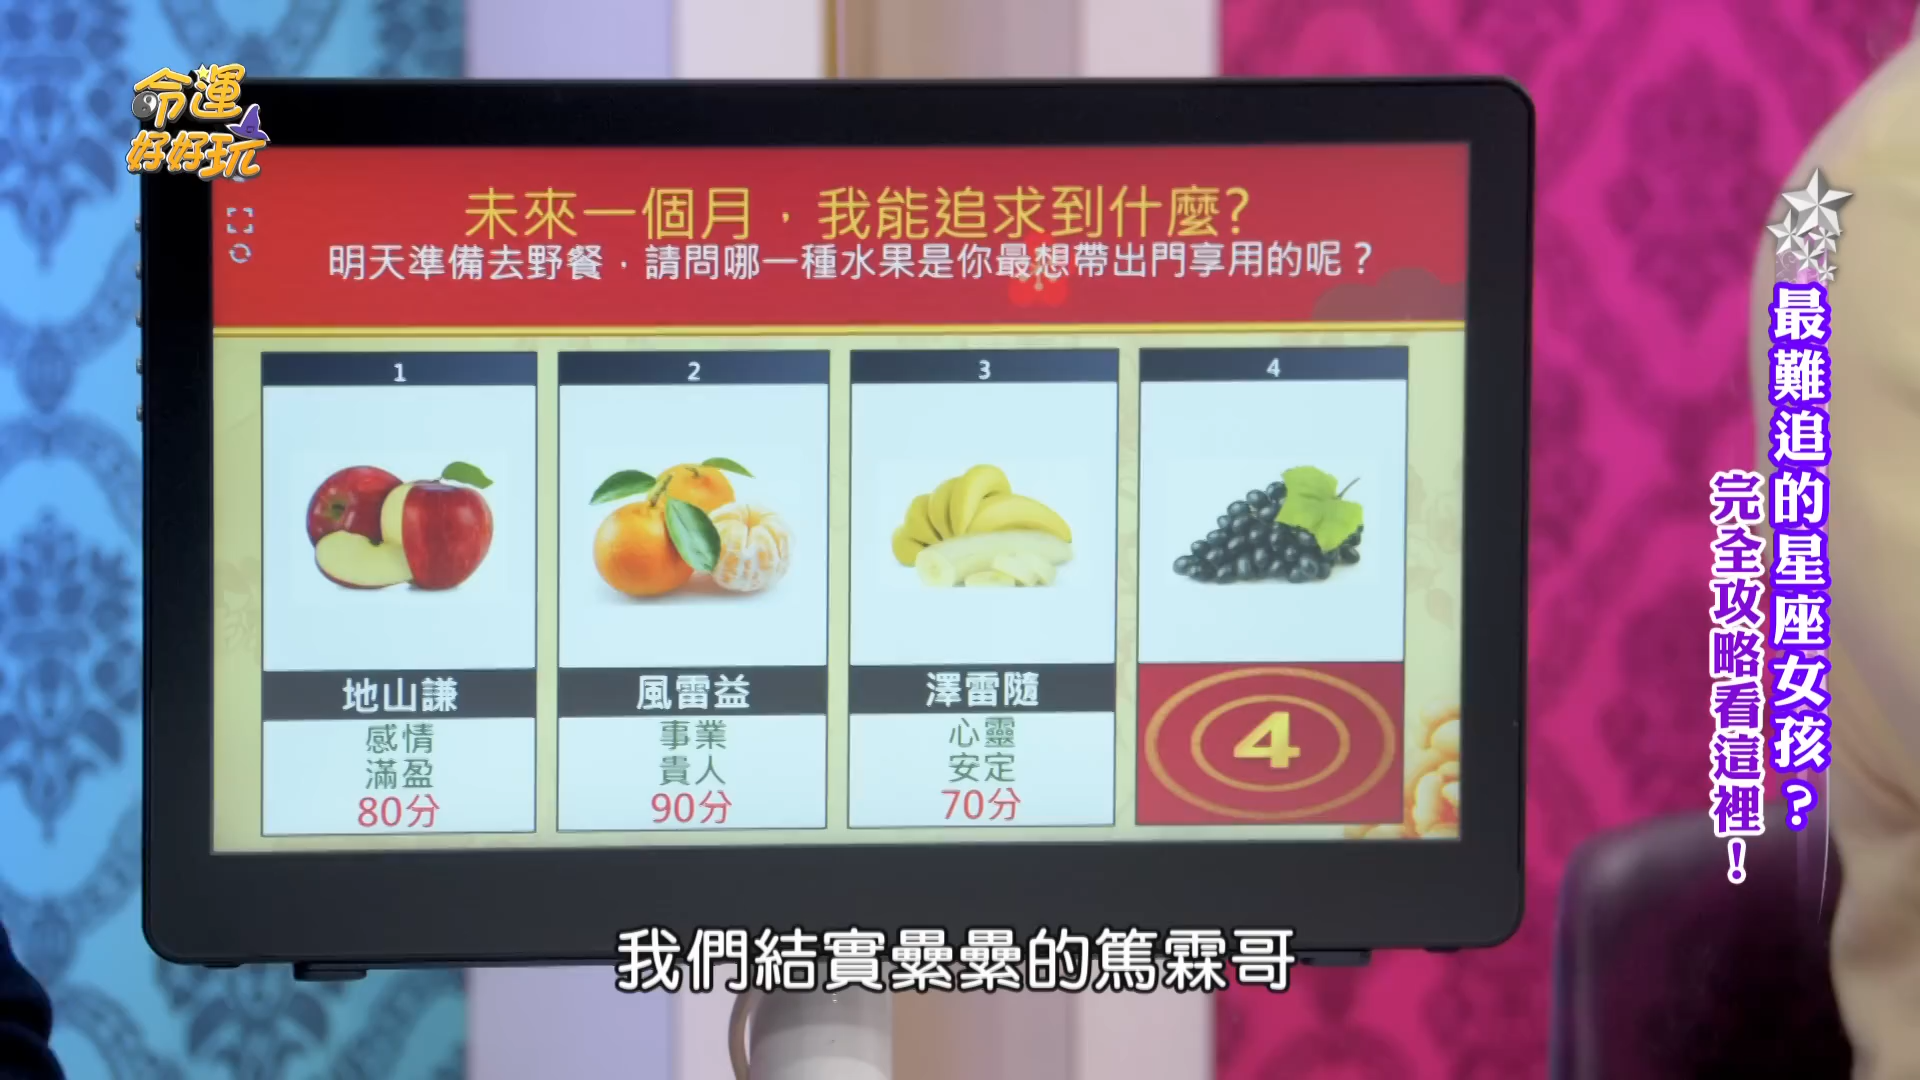 命運
好好玩
未來一個月，我能追求到什麼?
明天準備去野餐，請問哪一種水果是你最想帶出門享用的呢？
1
2
3
4
地山謙
感情
滿盈
80分
風雷益
事業
貴人
90分
澤雷隨
心靈
安定
70分
4
最難追的星座女孩？
完全攻略看這裡！
我們結實纍纍的篤霖哥